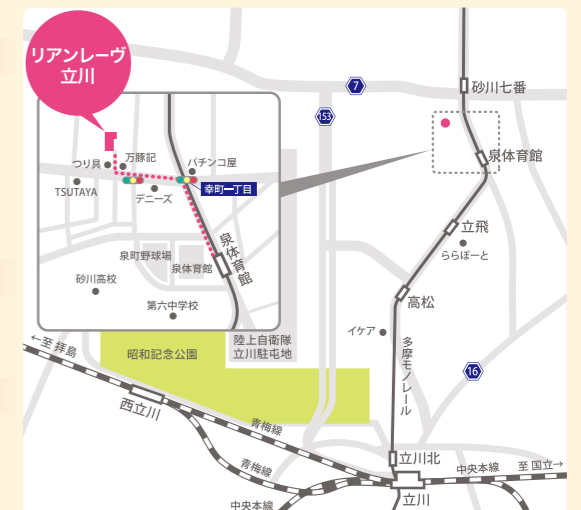 リアンレーヴ
立川
7
153
砂川七番
泉体育館
立飛
ららぽーと
高松
イケア
多摩モノレール
16
立川北
立川
中央本線
至 国立→
つり具
万豚記
パチンコ屋
TSUTAYA
デニーズ
幸町一丁目
泉町野球場
泉体育館
泉体育館
砂川高校
第六中学校
陸上自衛隊
立川駐屯地
昭和記念公園
←至 拝島
西立川
青梅線
青梅線
中央本線